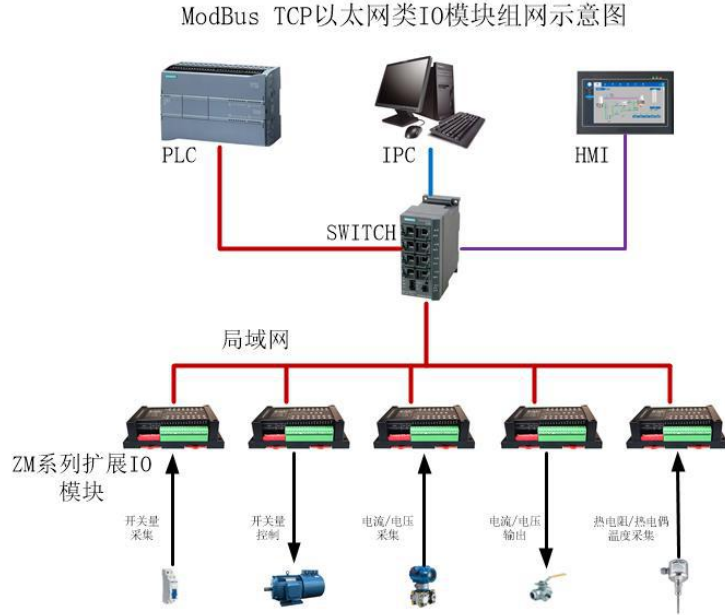 ModBus TCP以太网类IO模块组网示意图
PLC
IPC
HMI
SWITCH
局域网
ZM系列扩展IO
模块
开关量
采集
开关量
控制
电流/电压
采集
电流/电压
输出
热电阻/热电偶
温度采集